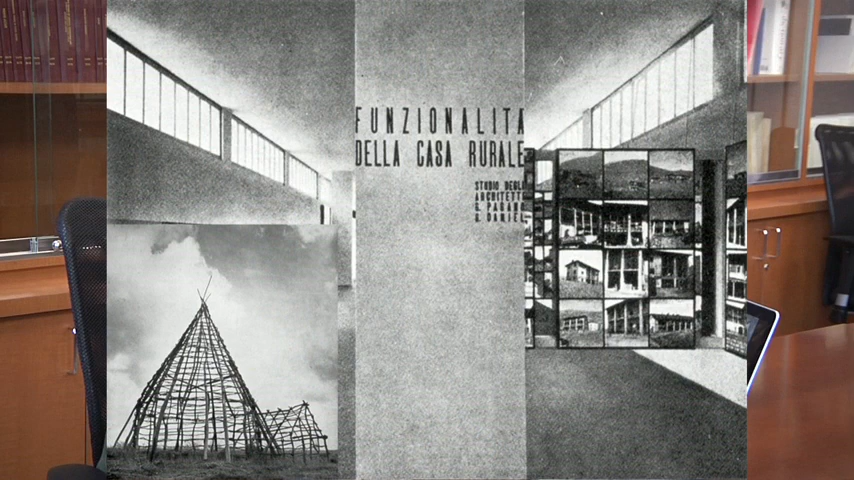 FUNZIONALITA
DELLA CASA RURALE
STUDIO DEGLI
ARCHITETTI
G. PAGANO
G. DANIEL